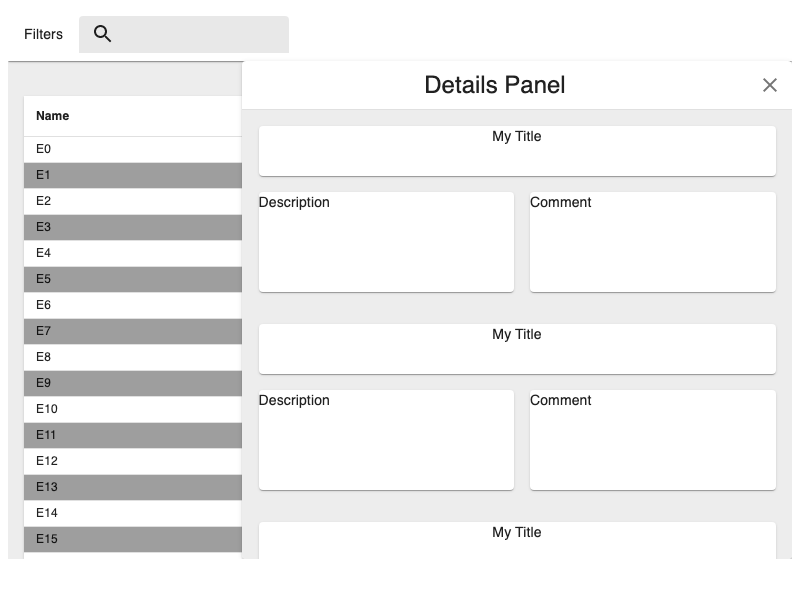 Filters
Details Panel
Name
E0
E1
E2
E3
E4
E5
E6
E7
E8
E9
E10
E11
E12
E13
E14
E15
My Title
Description
Comment
My Title
Description
Comment
My Title